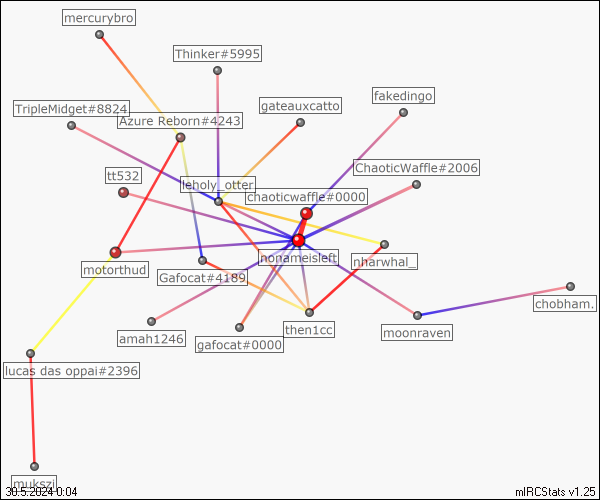 mercurybro
Thinker#5995
TripleMidget#8824
Azure Reborn#4243
gateauxcatto
fakedingo
tt532
leholy_otter
chaoticwaffle#0000
ChaoticWaffle#2006
motorthud
Gafocat#4189
nonameisleft
nharwhal_
amah1246
gafocat#0000
then1cc
moonraven
chobham.
lucas das oppai#2396
mukszi
30.5.2024 0:04
mIRCStats v1.25